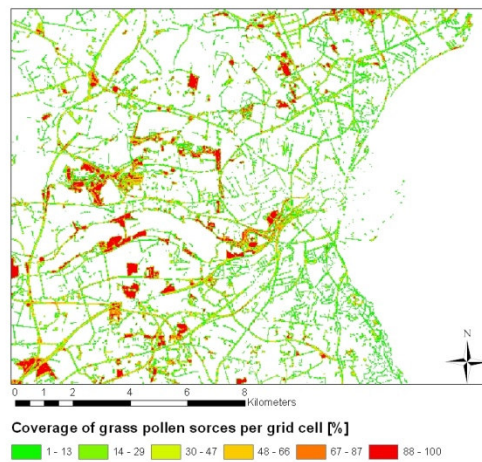 N
0 1 2 4 6 8
Kilometers
Coverage of grass pollen sorces per grid cell [%]
1 - 13 14 - 29 30 - 47 48 - 66 67 - 87 88 - 100